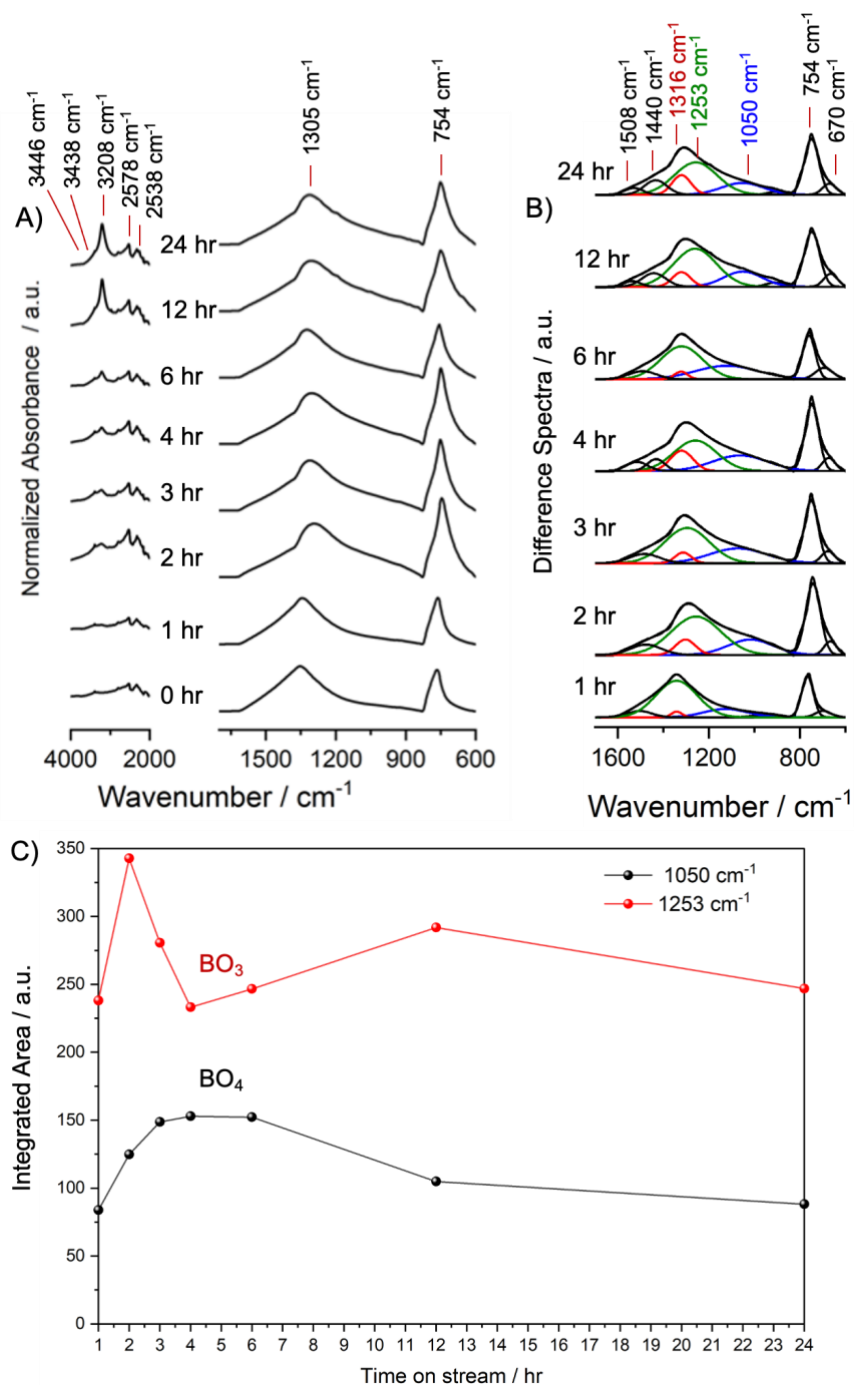 A)
3446 cm⁻¹
3438 cm⁻¹
3208 cm⁻¹
2578 cm⁻¹
2538 cm⁻¹
1305 cm⁻¹
754 cm⁻¹
24 hr
12 hr
6 hr
4 hr
3 hr
2 hr
1 hr
0 hr
Normalized Absorbance / a.u.
4000 2000 1500 1200 900 600
Wavenumber / cm⁻¹
B)
1508 cm⁻¹
1440 cm⁻¹
1316 cm⁻¹
1253 cm⁻¹
1050 cm⁻¹
754 cm⁻¹
670 cm⁻¹
24 hr
12 hr
6 hr
4 hr
3 hr
2 hr
1 hr
Difference Spectra / a.u.
1600 1200 800
Wavenumber / cm⁻¹
C)
350
300
250
200
150
100
50
0
Integrated Area / a.u.
1050 cm⁻¹
1253 cm⁻¹
BO₃
BO₄
1 2 3 4 5 6 7 8 9 10 11 12 13 14 15 16 17 18 19 20 21 22 23 24
Time on stream / hr